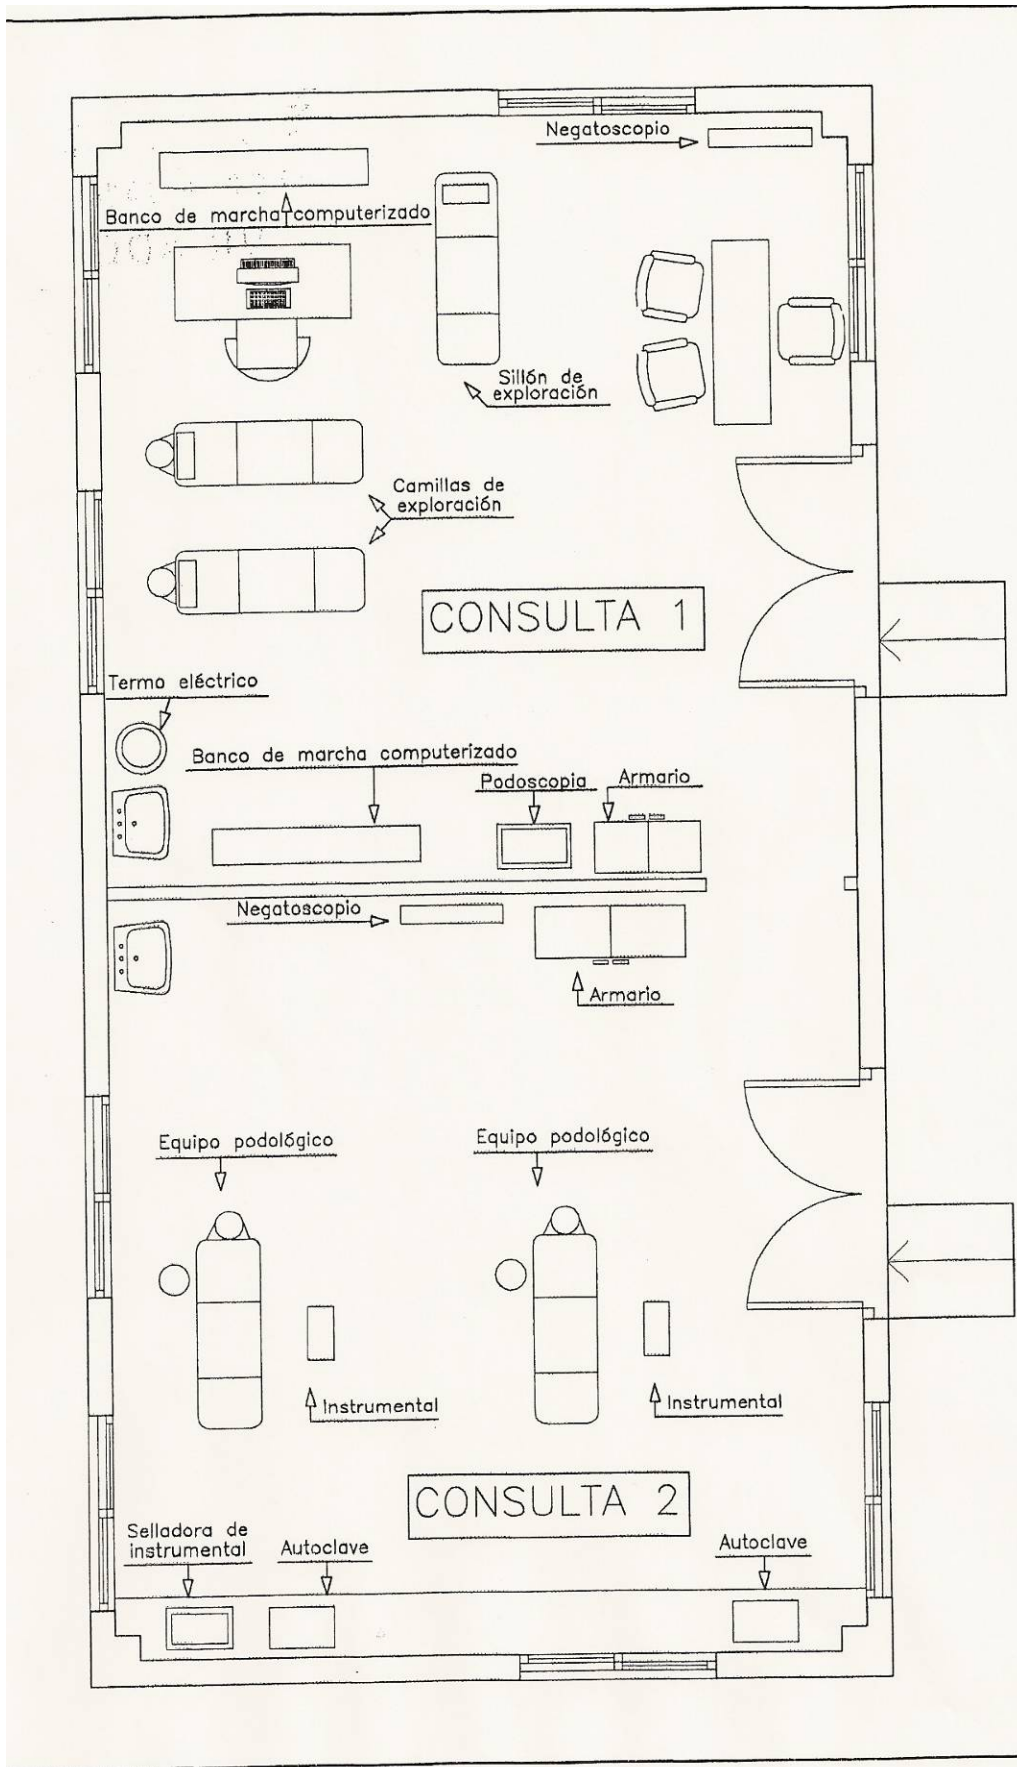 Negatoscopio
Banco de marcha computerizado
Sillón de
exploración
Camillas de
exploración
CONSULTA 1
Termo eléctrico
Banco de marcha computerizado
Podoscopia
Armario
Negatoscopio
Armario
Equipo podológico
Equipo podológico
Instrumental
Instrumental
CONSULTA 2
Selladora de
instrumental
Autoclave
Autoclave